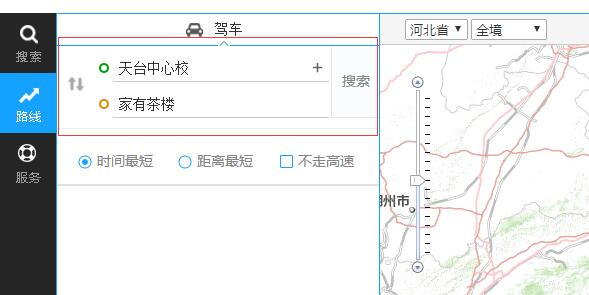 搜索
路线
服务
驾车
天台中心校 +
家有茶楼
搜索
时间最短 距离最短 不走高速
河北省 全境
州市